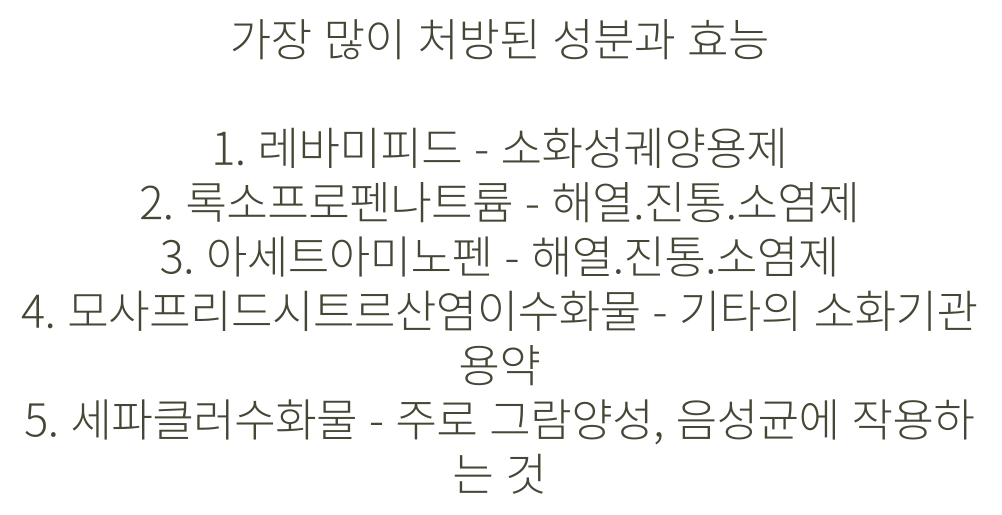 가장 많이 처방된 성분과 효능
1. 레바미피드 - 소화성궤양용제
2. 록소프로펜나트륨 - 해열.진통.소염제
3. 아세트아미노펜 - 해열.진통.소염제
4. 모사프리드시트르산염이수화물 - 기타의 소화기관
용약
5. 세파클러수화물 - 주로 그람양성, 음성균에 작용하
는 것